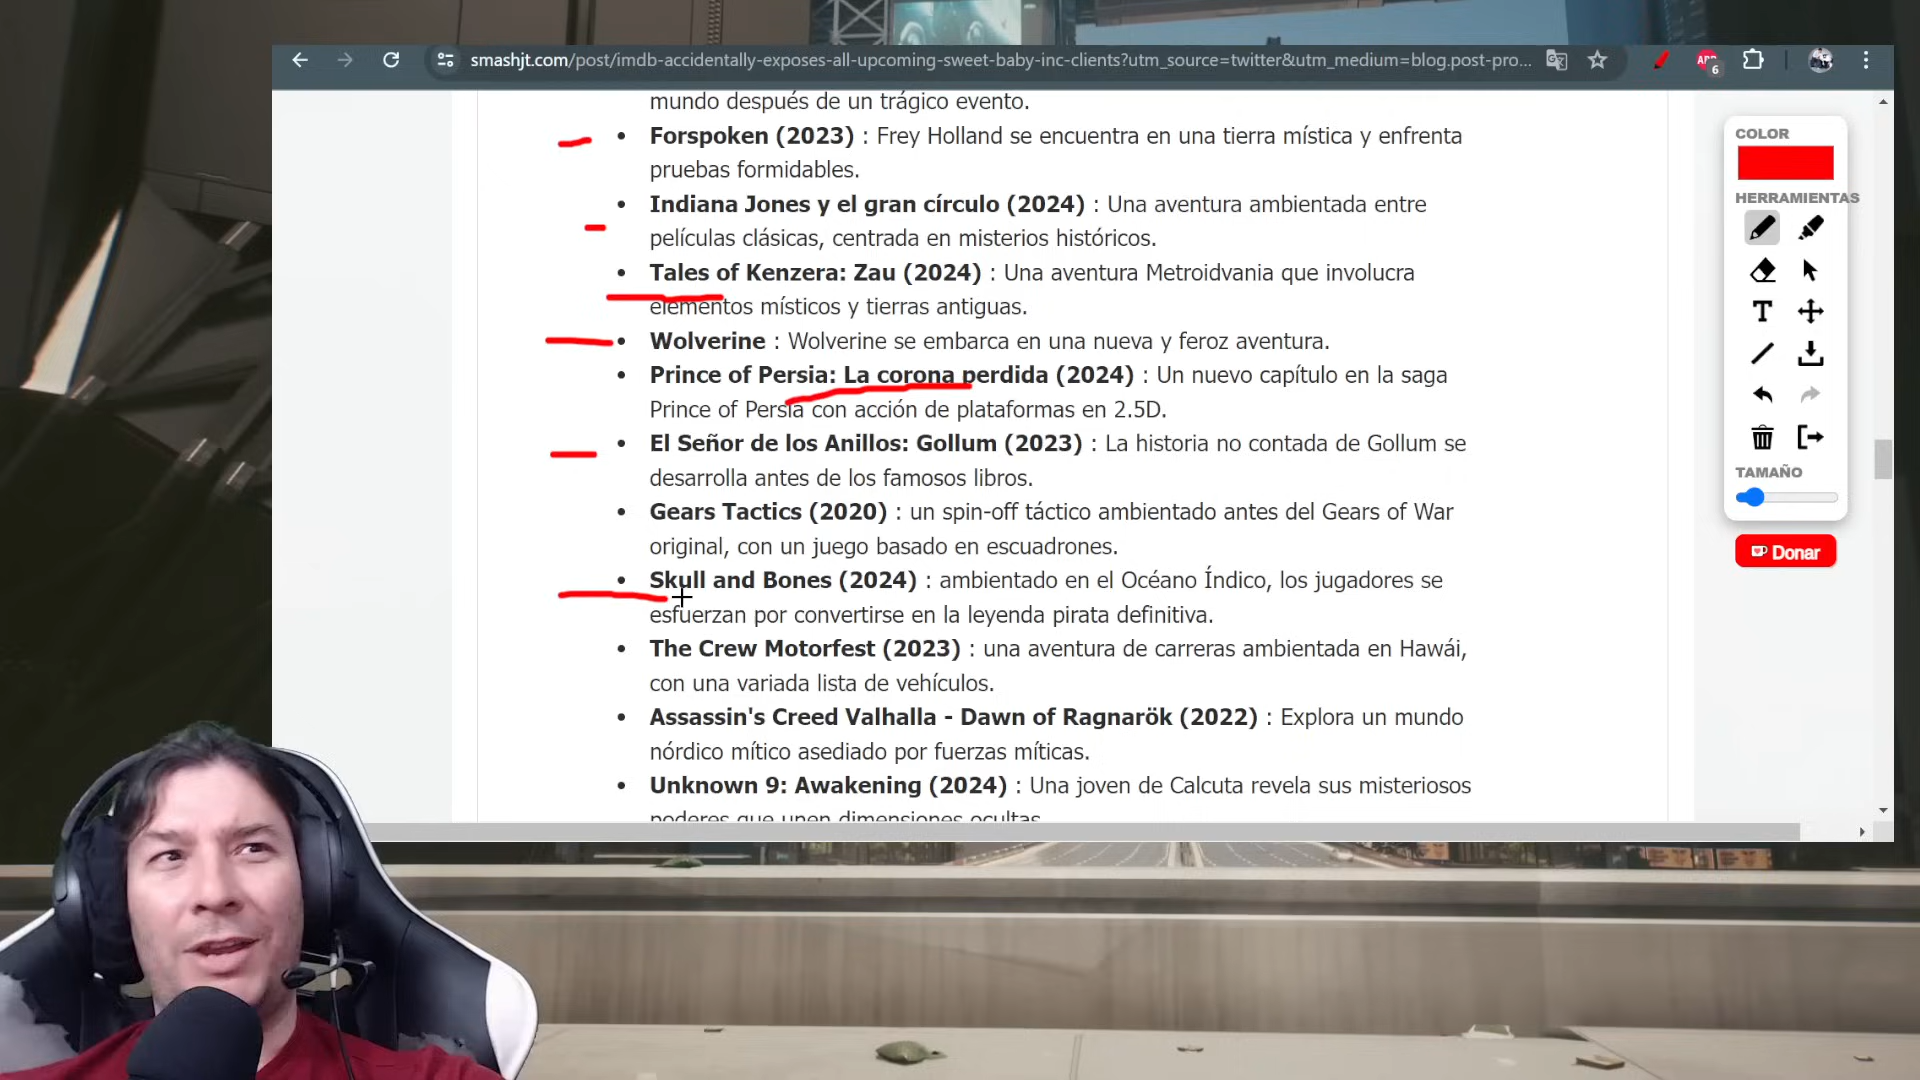 smashjt.com/post/imdb-accidentally-exposes-all-upcoming-sweet-baby-inc-clients?utm_source=twitter&utm_medium=blog.post-pro...
6
mundo después de un trágico evento.
• Forspoken (2023) : Frey Holland se encuentra en una tierra mística y enfrenta
pruebas formidables.
• Indiana Jones y el gran círculo (2024) : Una aventura ambientada entre
películas clásicas, centrada en misterios históricos.
• Tales of Kenzera: Zau (2024) : Una aventura Metroidvania que involucra
elementos místicos y tierras antiguas.
• Wolverine : Wolverine se embarca en una nueva y feroz aventura.
• Prince of Persia: La corona perdida (2024) : Un nuevo capítulo en la saga
Prince of Persia con acción de plataformas en 2.5D.
• El Señor de los Anillos: Gollum (2023) : La historia no contada de Gollum se
desarrolla antes de los famosos libros.
• Gears Tactics (2020) : un spin-off táctico ambientado antes del Gears of War
original, con un juego basado en escuadrones.
• Skull and Bones (2024) : ambientado en el Océano Índico, los jugadores se
esfuerzan por convertirse en la leyenda pirata definitiva.
• The Crew Motorfest (2023) : una aventura de carreras ambientada en Hawái,
con una variada lista de vehículos.
• Assassin's Creed Valhalla - Dawn of Ragnarök (2022) : Explora un mundo
nórdico mítico asediado por fuerzas míticas.
• Unknown 9: Awakening (2024) : Una joven de Calcuta revela sus misteriosos
poderes que unen dimensiones ocultas.
COLOR
HERRAMIENTAS
T
TAMAÑO
Donar